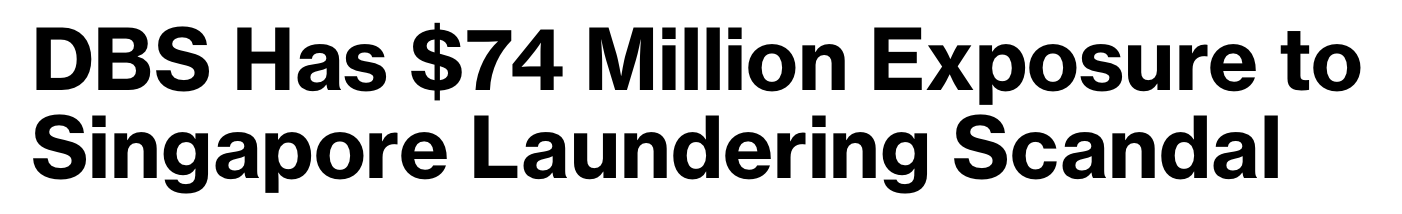 DBS Has $74 Million Exposure to
Singapore Laundering Scandal